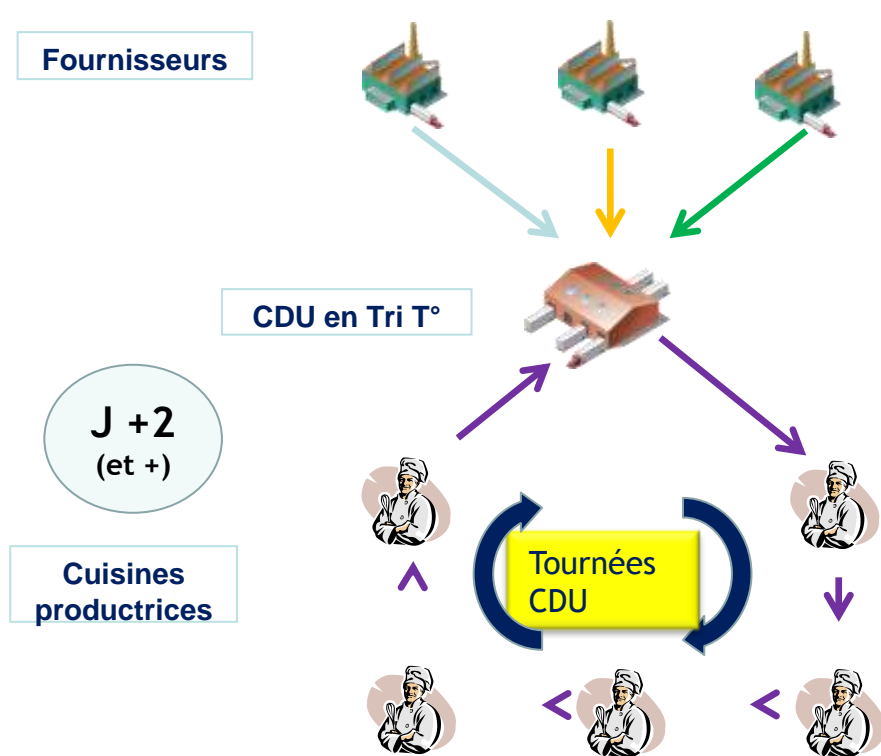 Fournisseurs
CDU en Tri T°
J +2
(et +)
Cuisines
productrices
Tournées
CDU